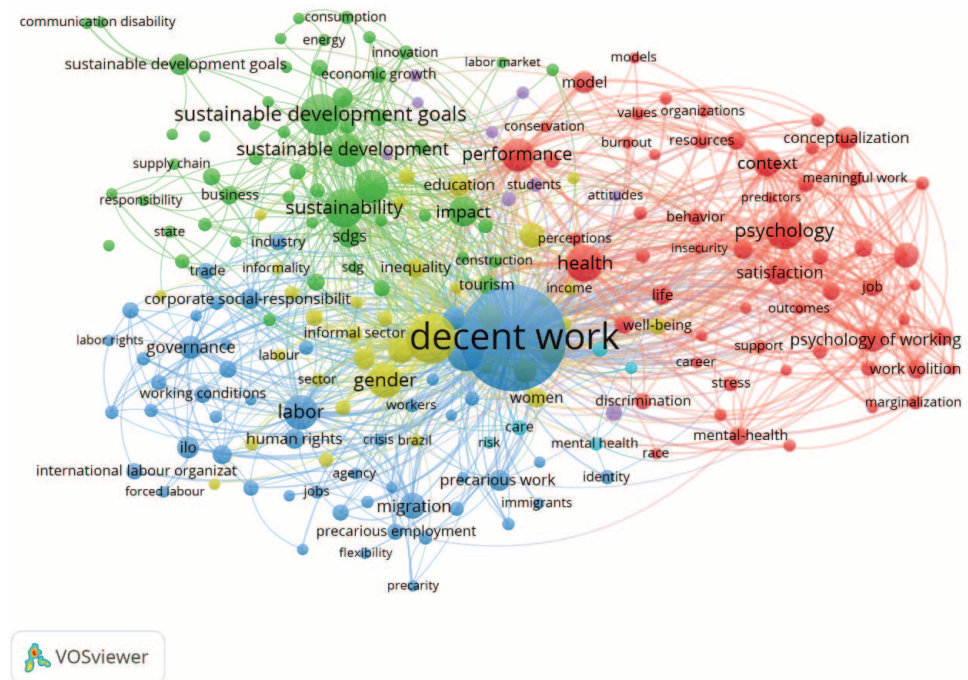 communication disability
consumption
energy
innovation
sustainable development goals
economic growth
labor market
models
model
sustainable development goals
values organizations
conservation
burnout
resources
conceptualization
sustainable development
performance
context
supply chain
education
students
attitudes
predictors
meaningful work
business
responsibility
sustainability
impact
behavior
state
sdgs
industry
perceptions
insecurity
psychology
trade
informality
sdg
inequality
construction
health
satisfaction
tourism
income
life
job
corporate social-responsibilit
outcomes
labor rights
governance
informal sector
decent work
well-being
support
psychology of working
labour
career
work volition
sector
gender
stress
working conditions
women
discrimination
marginalization
labor
workers
care
human rights
crisis brazil
risk
mental health
mental-health
ilo
race
international labour organizat
agency
precarious work
identity
forced labour
jobs
migration
immigrants
precarious employment
flexibility
precarity
VOSviewer